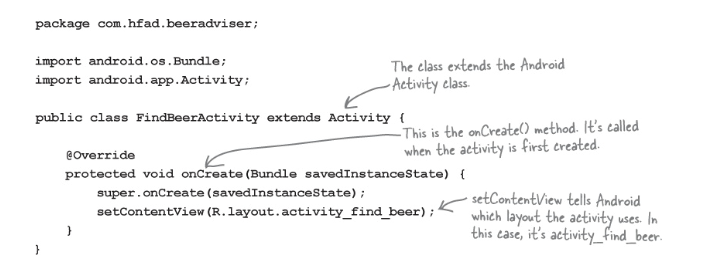 package com.hfad.beeradviser;
import android.os.Bundle;
import android.app.Activity;
The class extends the Android
Activity class.
public class FindBeerActivity extends Activity {
This is the onCreate() method. It's called
when the activity is first created.
@Override
protected void onCreate(Bundle savedInstanceState) {
super.onCreate(savedInstanceState);
setContentView(R.layout.activity_find_beer);
setContentView tells Android
which layout the activity uses. In
this case, it's activity_find_beer.
}
}